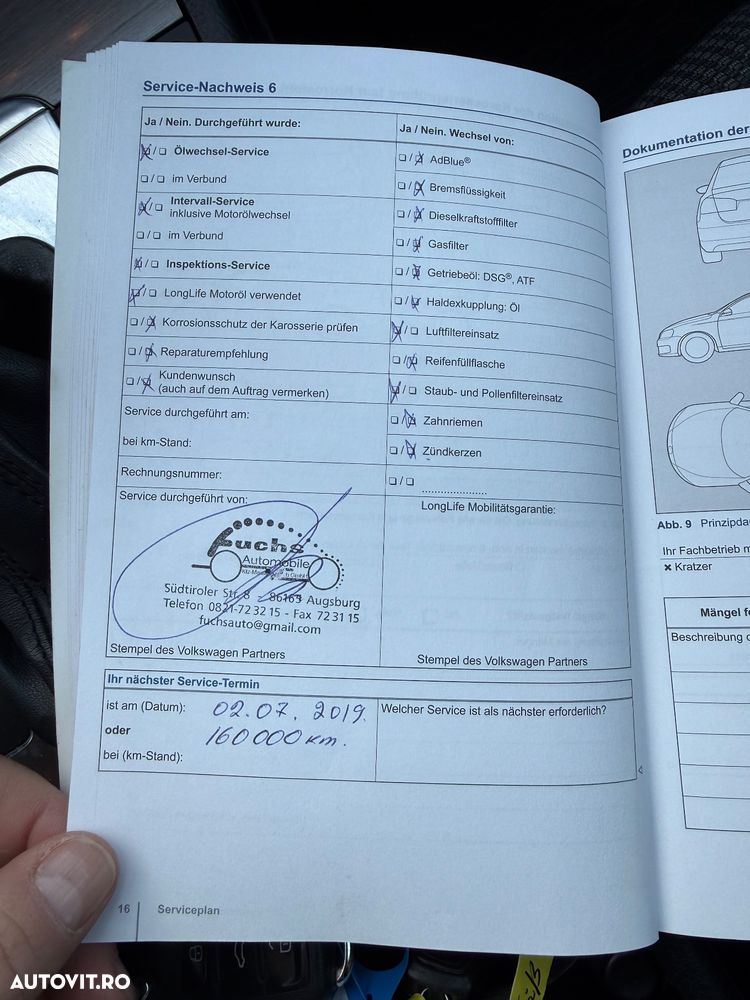 Service-Nachweis 6
Ja / Nein. Durchgeführt wurde:
Ölwechsel-Service
im Verbund
Intervall-Service
inklusive Motorölwechsel
im Verbund
Inspektions-Service
LongLife Motoröl verwendet
Korrosionsschutz der Karosserie prüfen
Reparaturempfehlung
Kundenwunsch
(auch auf dem Auftrag vermerken)
Service durchgeführt am:
bei km-Stand:
Rechnungsnummer:
Service durchgeführt von:
fuchs
Automobile
Südtiroler Str. 8 - 86165 Augsburg
Telefon 0821-72 32 15 - Fax 72 31 15
fuchsauto@gmail.com
Stempel des Volkswagen Partners
Ja / Nein. Wechsel von:
AdBlue®
Bremsflüssigkeit
Dieselkraftstofffilter
Gasfilter
Getriebeöl: DSG®, ATF
Haldexkupplung: Öl
Luftfiltereinsatz
Reifenfüllflasche
Staub- und Pollenfiltereinsatz
Zahnriemen
Zündkerzen
.....................
LongLife Mobilitätsgarantie:
Stempel des Volkswagen Partners
Ihr nächster Service-Termin
ist am (Datum): 02.07.2019.
oder
bei (km-Stand): 160000 km.
Welcher Service ist als nächster erforderlich?
16 Serviceplan
Dokumentation der
Abb. 9 Prinzipda
Ihr Fachbetrieb m
× Kratzer
Mängel fe
Beschreibung d
AUTOVIT.RO